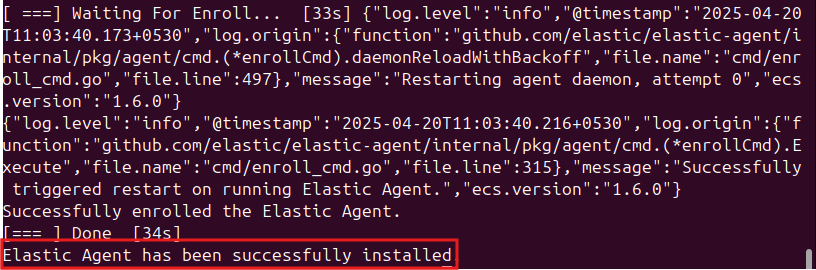 [ ===] Waiting For Enroll...  [33s] {"log.level":"info","@timestamp":"2025-04-20
T11:03:40.173+0530","log.origin":{"function":"github.com/elastic/elastic-agent/i
nternal/pkg/agent/cmd.(*enrollCmd).daemonReloadWithBackoff","file.name":"cmd/enr
oll_cmd.go","file.line":497},"message":"Restarting agent daemon, attempt 0","ecs
.version":"1.6.0"}
{"log.level":"info","@timestamp":"2025-04-20T11:03:40.216+0530","log.origin":{"f
unction":"github.com/elastic/elastic-agent/internal/pkg/agent/cmd.(*enrollCmd).E
xecute","file.name":"cmd/enroll_cmd.go","file.line":315},"message":"Successfully
 triggered restart on running Elastic Agent.","ecs.version":"1.6.0"}
Successfully enrolled the Elastic Agent.
[=== ] Done  [34s]
Elastic Agent has been successfully installed.